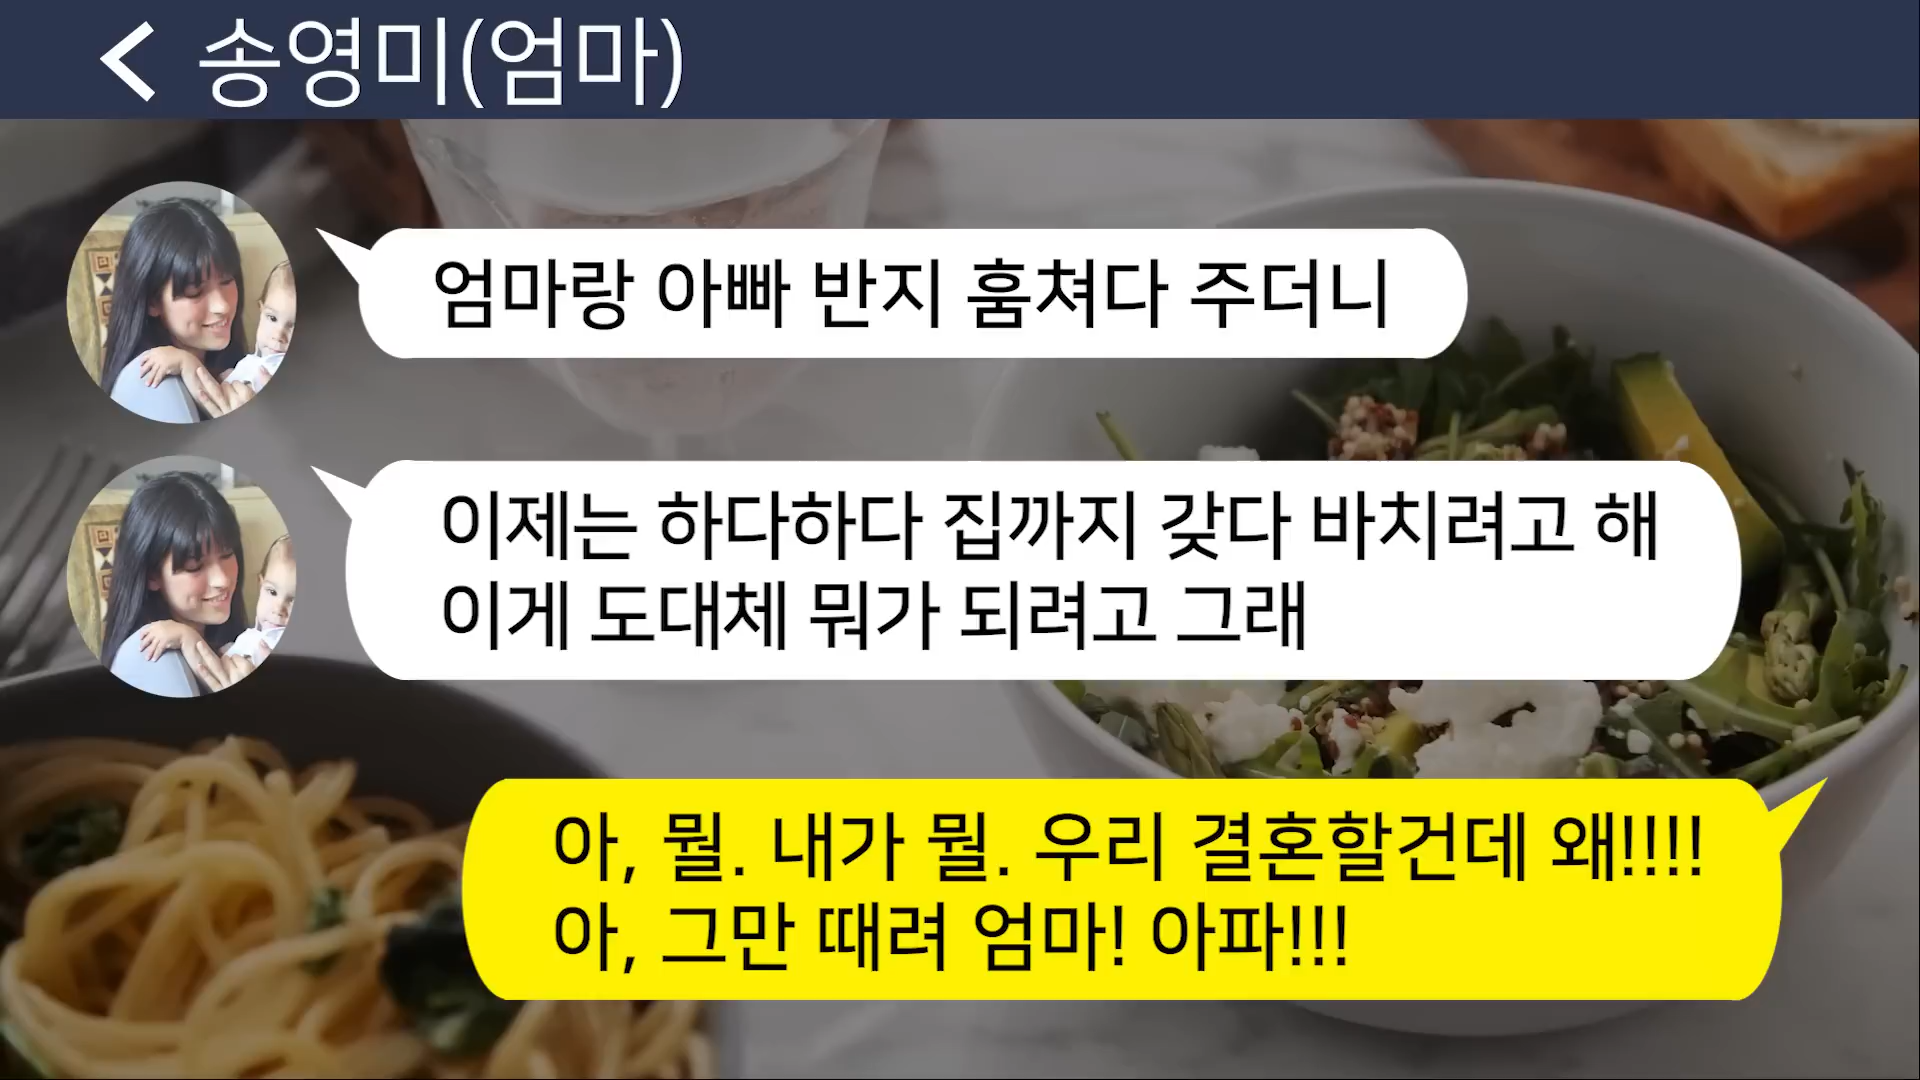 송영미(엄마)
엄마랑 아빠 반지 훔쳐다 주더니
이제는 하다하다 집까지 갖다 바치려고 해
이게 도대체 뭐가 되려고 그래
아, 뭘. 내가 뭘. 우리 결혼할건데 왜!!!!
아, 그만 때려 엄마! 아파!!!